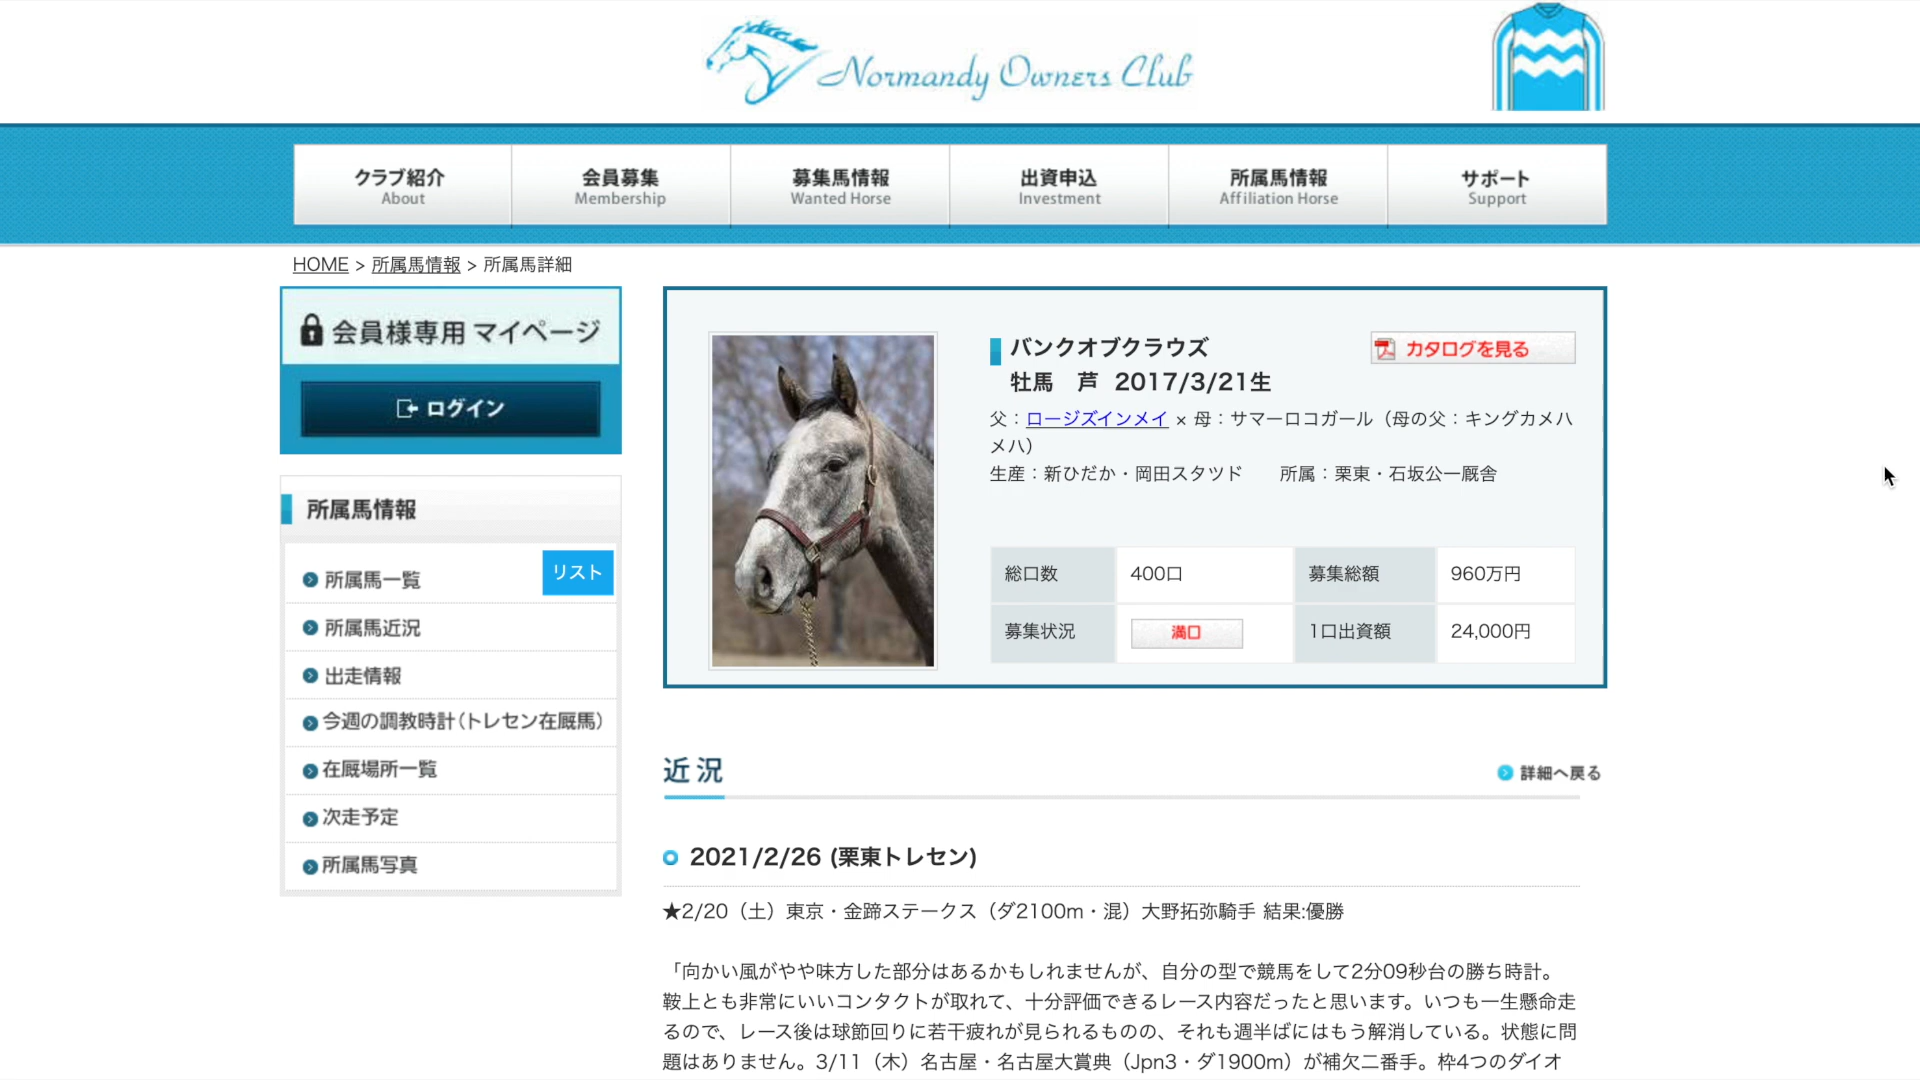 Normandy Owners Club
クラブ紹介
About
会員募集
Membership
募集馬情報
Wanted Horse
出資申込
Investment
所属馬情報
Affiliation Horse
サポート
Support
HOME > 所属馬情報 > 所属馬詳細
会員様専用 マイページ
ログイン
所属馬情報
所属馬一覧
リスト
所属馬近況
出走情報
今週の調教時計(トレセン在厩馬)
在厩場所一覧
次走予定
所属馬写真
バンクオブクラウズ
カタログを見る
牡馬 芦 2017/3/21生
父：ロージズインメイ × 母：サマーロコガール（母の父：キングカメハ
メハ）
生産：新ひだか・岡田スタツド 所属：栗東・石坂公一厩舎
総口数 400口 募集総額 960万円
募集状況 満口 1口出資額 24,000円
近況
詳細へ戻る
2021/2/26 (栗東トレセン)
★2/20（土）東京・金蹄ステークス（ダ2100m・混）大野拓弥騎手 結果:優勝
「向かい風がやや味方した部分はあるかもしれませんが、自分の型で競馬をして2分09秒台の勝ち時計。
鞍上とも非常にいいコンタクトが取れて、十分評価できるレース内容だったと思います。いつも一生懸命走
るので、レース後は球節回りに若干疲れが見られるものの、それも週半ばにはもう解消している。状態に問
題はありません。3/11（木）名古屋・名古屋大賞典（Jpn3・ダ1900m）が補欠二番手。枠4つのダイオ